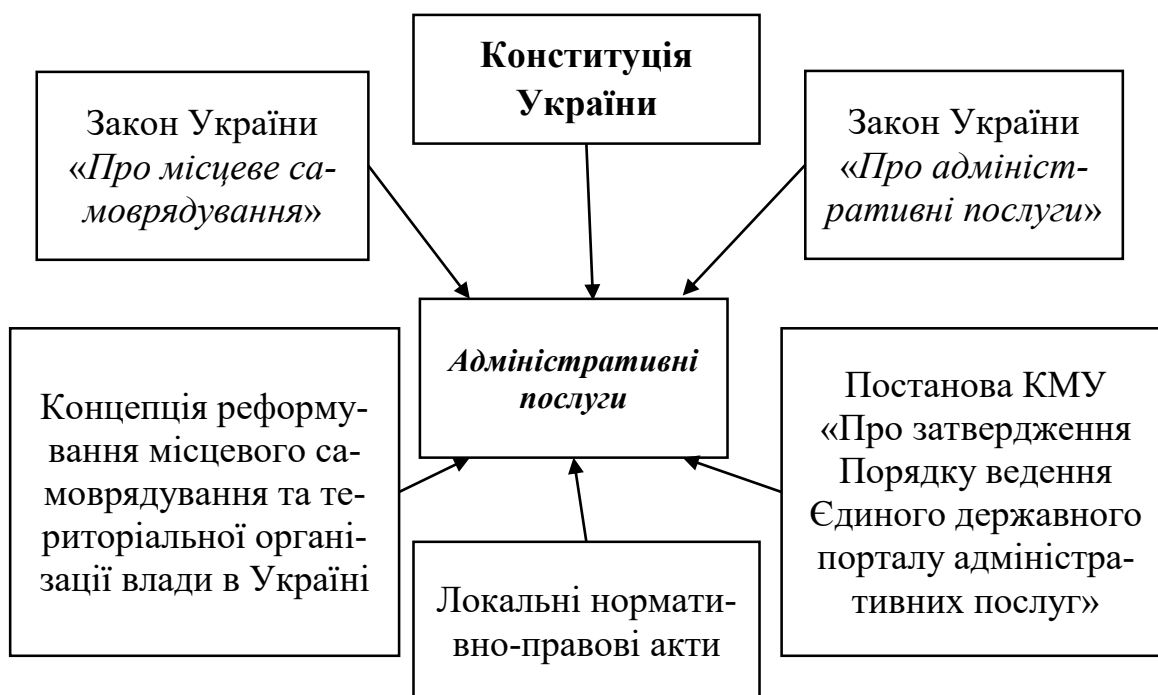 Конституція
України
Закон України
«Про місцеве са-
моврядування»
Закон України
«Про адмініст-
ративні послуги»
Адміністративні
послуги
Концепція реформу-
вання місцевого са-
моврядування та те-
риторіальної органі-
зації влади в Україні
Постанова КМУ
«Про затвердження
Порядку ведення
Єдиного державного
порталу адміністра-
тивних послуг»
Локальні нормати-
вно-правові акти